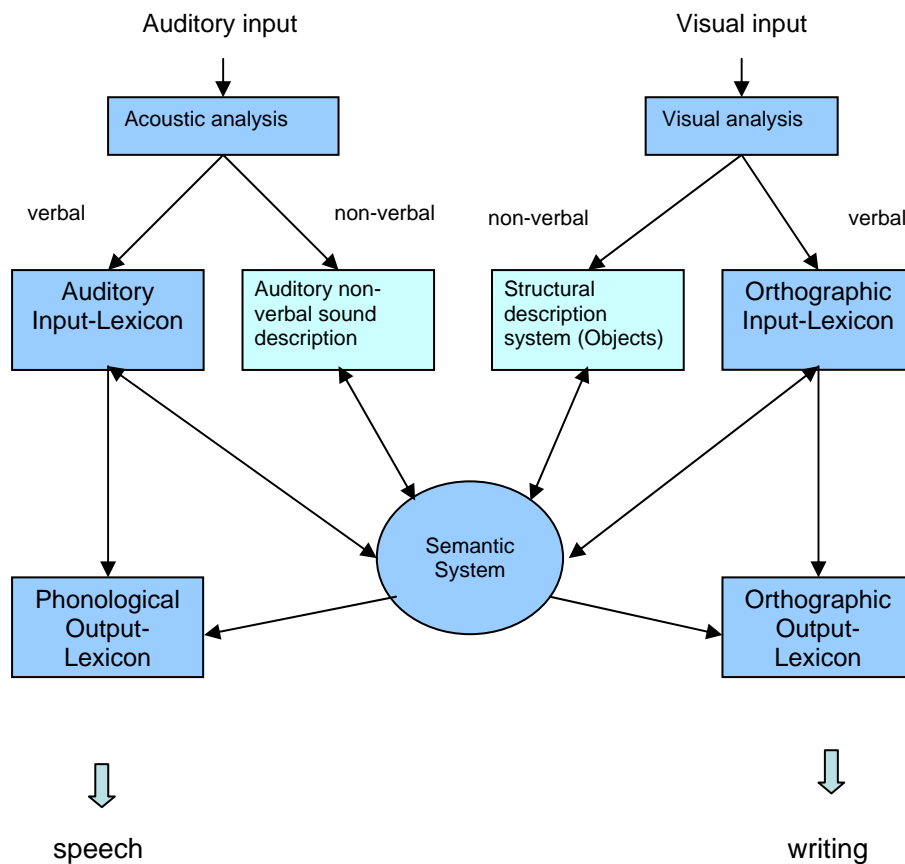 Auditory input
Visual input
Acoustic analysis
Visual analysis
verbal
non-verbal
non-verbal
verbal
Auditory
Input-Lexicon
Auditory non-
verbal sound
description
Structural
description
system (Objects)
Orthographic
Input-Lexicon
Semantic
System
Phonological
Output-
Lexicon
Orthographic
Output-
Lexicon
speech
writing